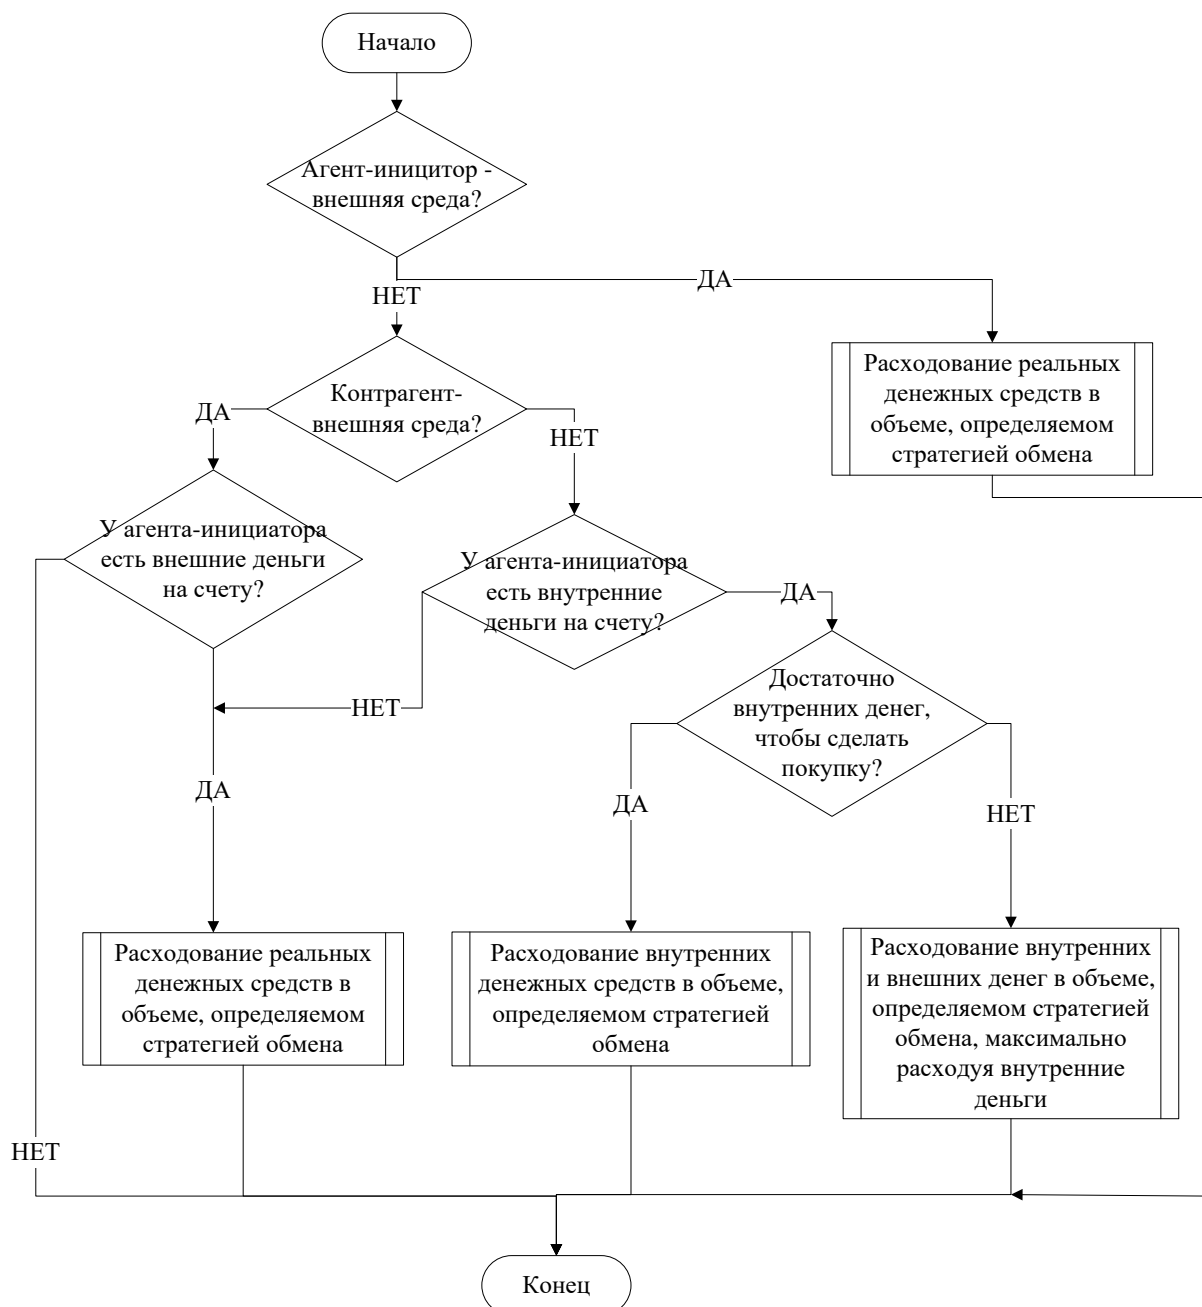 Начало
Агент-иницитор -
внешняя среда?
ДА
НЕТ
Контрагент-
внешняя среда?
Расходование реальных
денежных средств в
объеме, определяемом
стратегией обмена
ДА
НЕТ
У агента-инициатора
есть внешние деньги
на счету?
У агента-инициатора
есть внутренние
деньги на счету?
ДА
НЕТ
Достаточно
внутренних денег,
чтобы сделать
покупку?
ДА
ДА
НЕТ
Расходование реальных
денежных средств в
объеме, определяемом
стратегией обмена
Расходование внутренних
денежных средств в объеме,
определяемом стратегией
обмена
Расходование внутренних
и внешних денег в объеме,
определяемом стратегией
обмена, максимально
расходуя внутренние
деньги
НЕТ
Конец